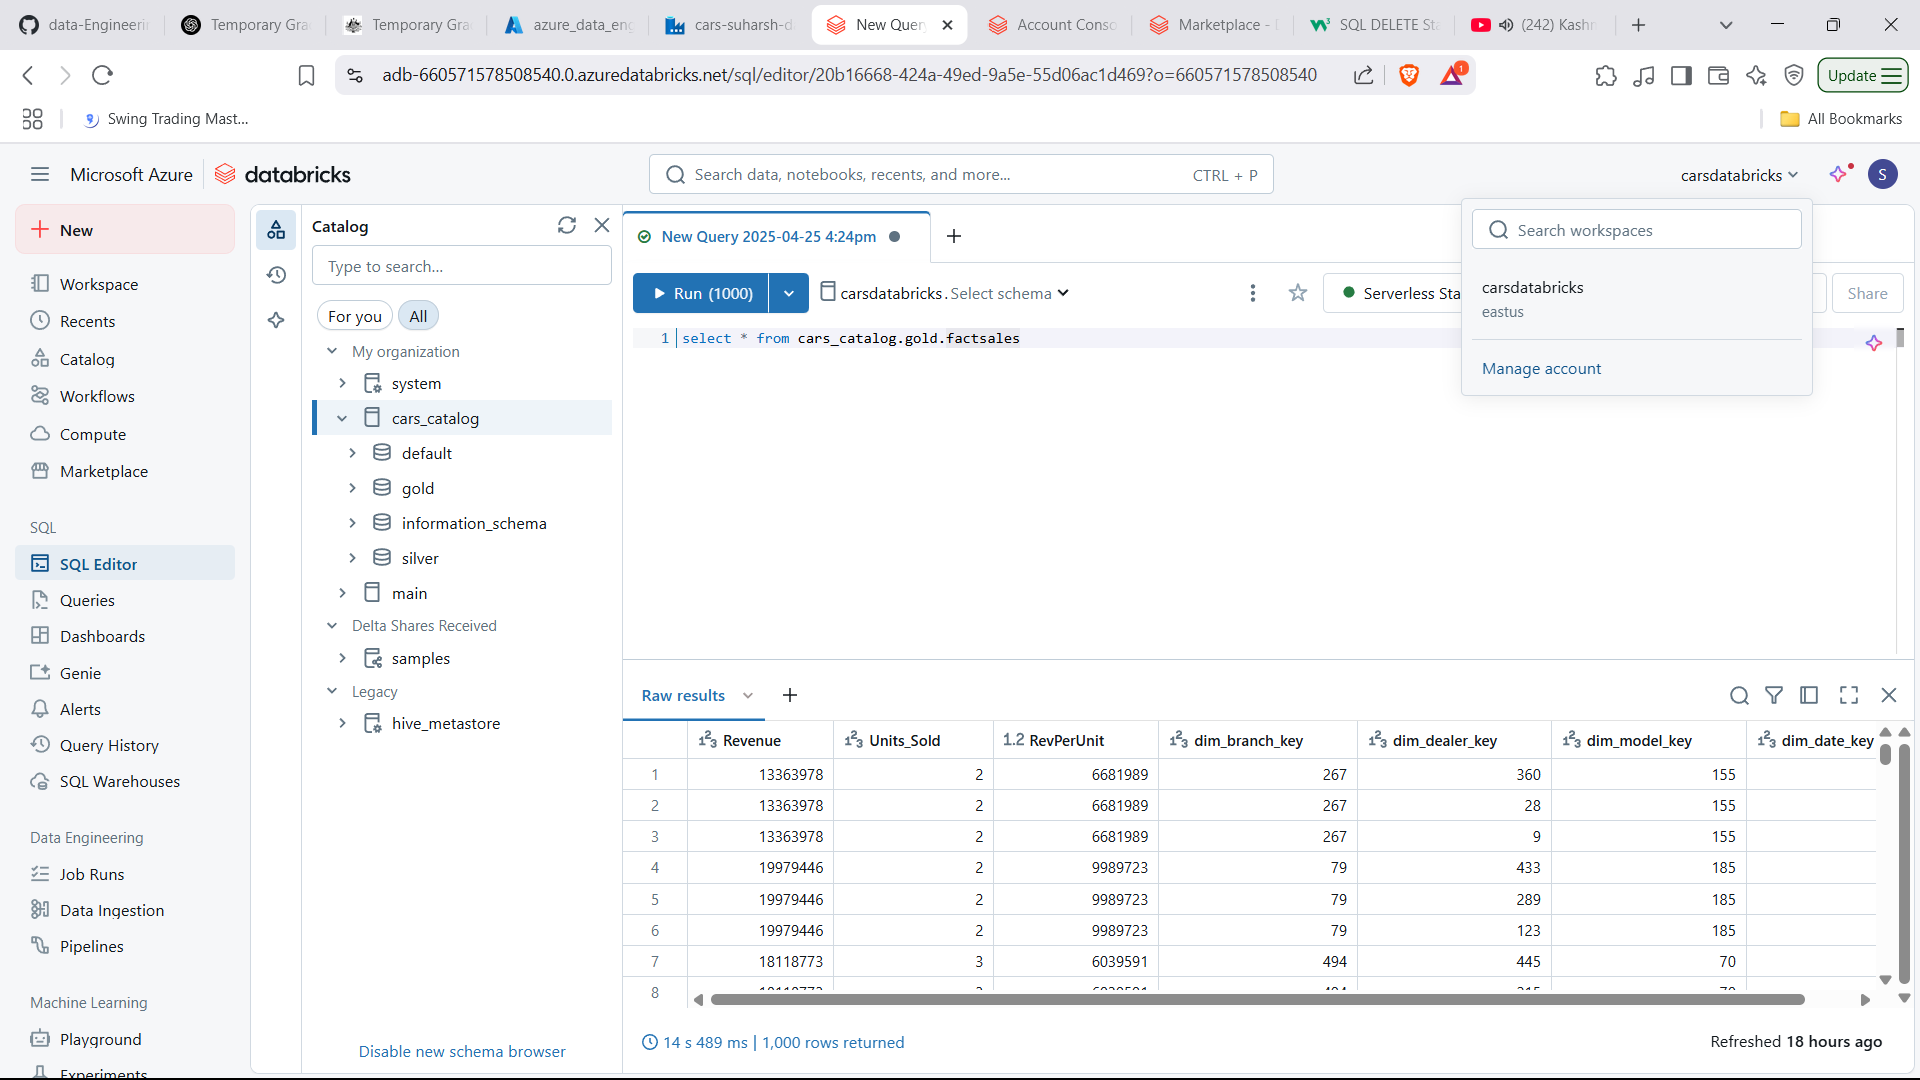 data-Engineerin
Temporary Gra
Temporary Gra
azure_data_eng
cars-suharsh-da
New Query
Account Conso
Marketplace - D
SQL DELETE Sta
(242) Kashm
adb-660571578508540.0.azuredatabricks.net/sql/editor/20b16668-424a-49ed-9a5e-55d06ac1d469?o=660571578508540
1
Update
Swing Trading Mast...
All Bookmarks
Microsoft Azure
databricks
Search data, notebooks, recents, and more...
CTRL + P
carsdatabricks
S
New
Workspace
Recents
Catalog
Workflows
Compute
Marketplace
SQL
SQL Editor
Queries
Dashboards
Genie
Alerts
Query History
SQL Warehouses
Data Engineering
Job Runs
Data Ingestion
Pipelines
Machine Learning
Playground
Experiments
Catalog
Type to search...
For you
All
My organization
system
cars_catalog
default
gold
information_schema
silver
main
Delta Shares Received
samples
Legacy
hive_metastore
Disable new schema browser
New Query 2025-04-25 4:24pm
Run (1000)
carsdatabricks. Select schema
Serverless Sta
Share
1 select * from cars_catalog.gold.factsales
Search workspaces
carsdatabricks
eastus
Manage account
Raw results
Revenue Units_Sold 1.2 RevPerUnit dim_branch_key dim_dealer_key dim_model_key dim_date_key
1 13363978 2 6681989 267 360 155
2 13363978 2 6681989 267 28 155
3 13363978 2 6681989 267 9 155
4 19979446 2 9989723 79 433 185
5 19979446 2 9989723 79 289 185
6 19979446 2 9989723 79 123 185
7 18118773 3 6039591 494 445 70
8
14 s 489 ms | 1,000 rows returned
Refreshed 18 hours ago